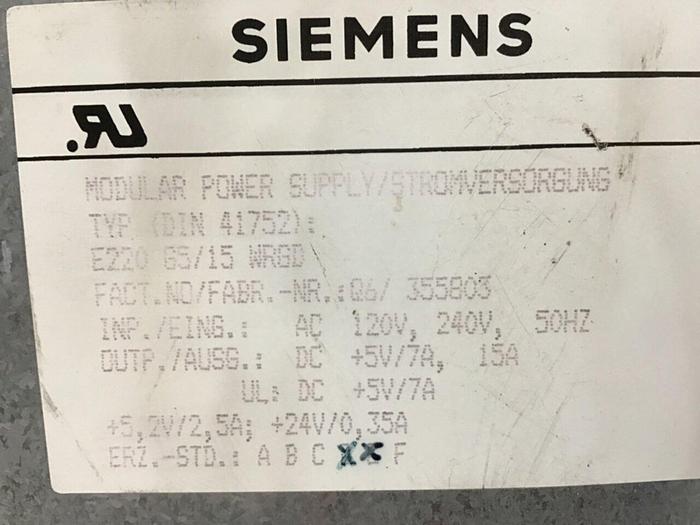 SIEMENS
MODULAR POWER SUPPLY/STROMVERSORGUNG
TYP (DIN 41752):
E220 G5/15 WRGD
FACT.NO/FABR.-NR.:Q6/ 355803
INP./EING.: AC 120V, 240V, 50HZ
OUTP./AUSG.: DC +5V/7A, 15A
UL: DC +5V/7A
+5,2V/2,5A; +24V/0,35A
ERZ.-STD.: A B C F